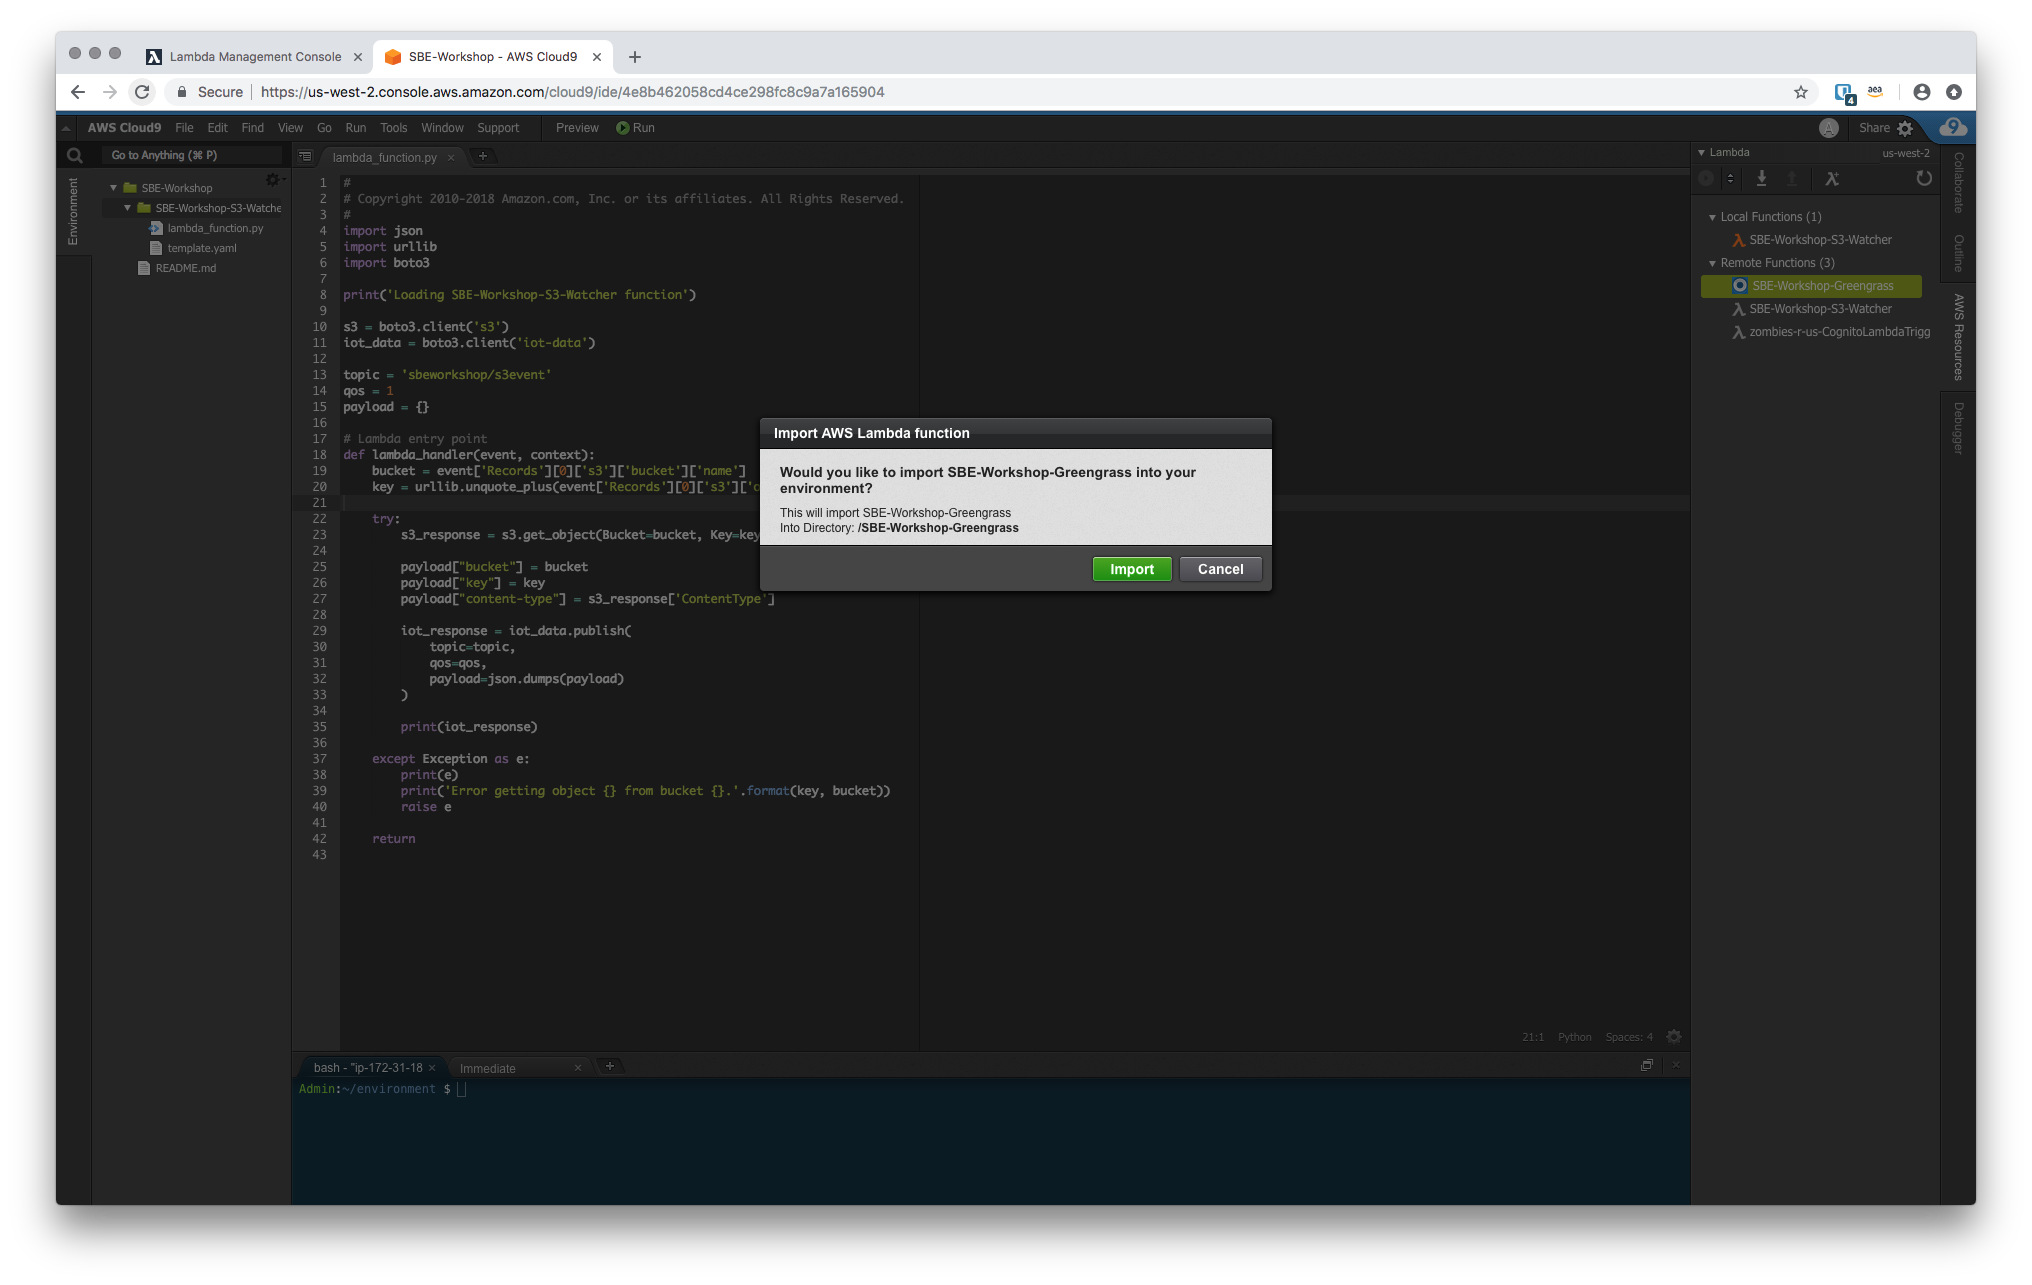 Lambda Management Console
SBE-Workshop - AWS Cloud9
Secure
https://us-west-2.console.aws.amazon.com/cloud9/ide/4e8b462058cd4ce298fc8c9a7a165904
4
aea
AWS Cloud9 File Edit Find View Go Run Tools Window Support Preview Run
A
Share
9
Go to Anything (⌘ P)
Environment
SBE-Workshop
SBE-Workshop-S3-Watche
lambda_function.py
template.yaml
README.md
lambda_function.py
1 #
2 # Copyright 2010-2018 Amazon.com, Inc. or its affiliates. All Rights Reserved.
3 #
4 import json
5 import urllib
6 import boto3
7
8 print('Loading SBE-Workshop-S3-Watcher function')
9
10 s3 = boto3.client('s3')
11 iot_data = boto3.client('iot-data')
12
13 topic = 'sbeworkshop/s3event'
14 qos = 1
15 payload = {}
16
17 # Lambda entry point
18 def lambda_handler(event, context):
19     bucket = event['Records'][0]['s3']['bucket']['name']
20     key = urllib.unquote_plus(event['Records'][0]['s3']['o
21
22     try:
23         s3_response = s3.get_object(Bucket=bucket, Key=key
24
25         payload["bucket"] = bucket
26         payload["key"] = key
27         payload["content-type"] = s3_response['ContentType']
28
29         iot_response = iot_data.publish(
30             topic=topic,
31             qos=qos,
32             payload=json.dumps(payload)
33         )
34
35         print(iot_response)
36
37     except Exception as e:
38         print(e)
39         print('Error getting object {} from bucket {}.'.format(key, bucket))
40         raise e
41
42     return
43
Import AWS Lambda function
Would you like to import SBE-Workshop-Greengrass into your
environment?
This will import SBE-Workshop-Greengrass
Into Directory: /SBE-Workshop-Greengrass
Import Cancel
21:1 Python Spaces: 4
bash - "ip-172-31-18
Immediate
Admin:~/environment $
Lambda us-west-2
Local Functions (1)
SBE-Workshop-S3-Watcher
Remote Functions (3)
SBE-Workshop-Greengrass
SBE-Workshop-S3-Watcher
zombies-r-us-CognitoLambdaTrigg
Collaborate
Outline
AWS Resources
Debugger